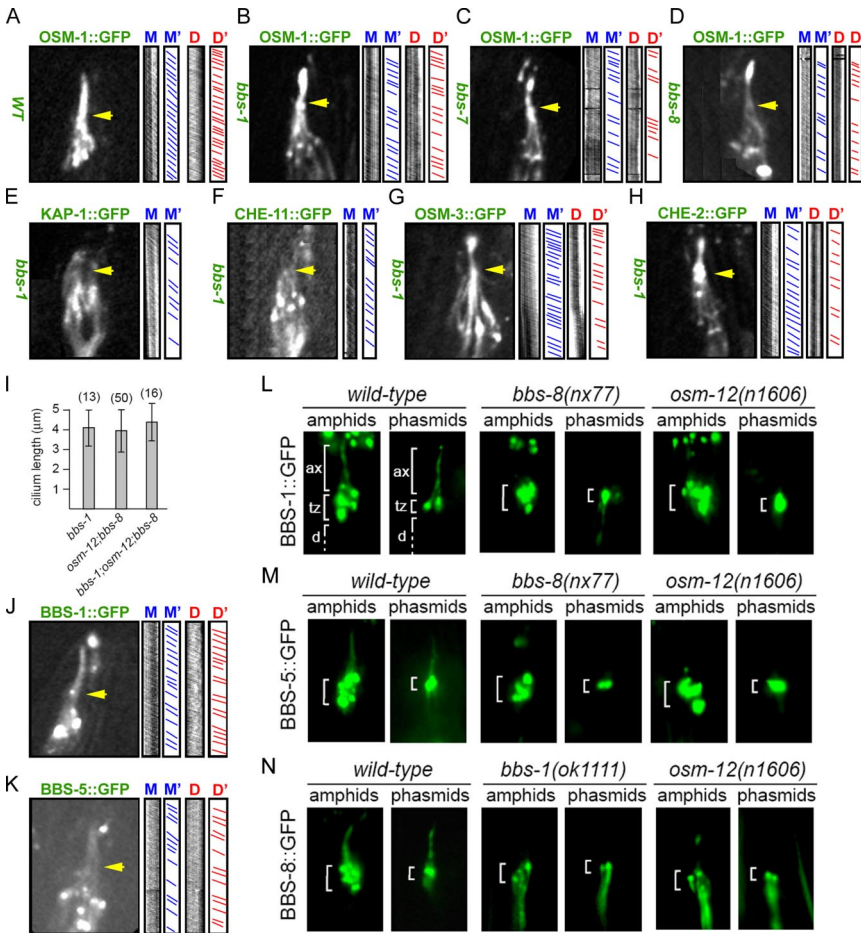 A
OSM-1::GFP M M' D D'
WT
B
OSM-1::GFP M M' D D'
bbs-1
C
OSM-1::GFP M M' D D'
bbs-7
D
OSM-1::GFP M M' D D'
bbs-8
E
KAP-1::GFP M M'
bbs-1
F
CHE-11::GFP M M'
bbs-1
G
OSM-3::GFP M M' D D'
bbs-1
H
CHE-2::GFP M M' D D'
bbs-1
I
(13) (50) (16)
cilium length (µm)
5
4
3
2
1
bbs-1
osm-12;bbs-8
bbs-1;osm-12;bbs-8
J
BBS-1::GFP M M' D D'
K
BBS-5::GFP M M' D D'
L
wild-type bbs-8(nx77) osm-12(n1606)
amphids phasmids amphids phasmids amphids phasmids
BBS-1::GFP
ax ax
tz tz
d d
M
wild-type bbs-8(nx77) osm-12(n1606)
amphids phasmids amphids phasmids amphids phasmids
BBS-5::GFP
N
wild-type bbs-1(ok1111) osm-12(n1606)
amphids phasmids amphids phasmids amphids phasmids
BBS-8::GFP